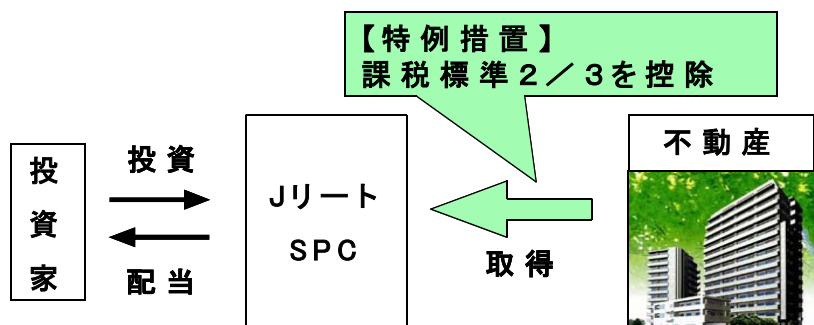 【特例措置】
課税標準２／３を控除
投資家
投資
配当
Jリート
SPC
取得
不動産